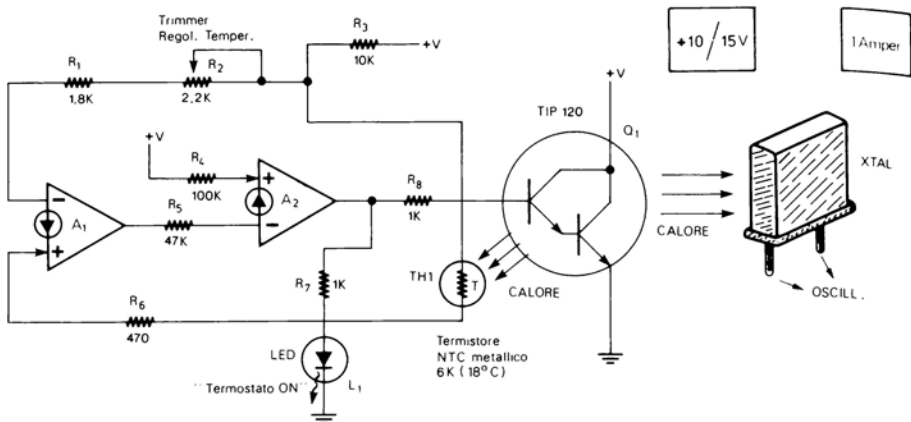 Trimmer
Regol. Temper.
R3
10K
+V
R1
1,8K
R2
2,2K
+10/15V
1 Amper
TIP 120
+V
Q1
+V
R4
100K
+
A2
-
R8
1K
-
A1
+
R5
47K
XTAL
CALORE
R7
1K
TH1
T
CALORE
OSCILL.
R6
470
LED
L1
"Termostato ON"
Termistore
NTC metallico
6K (18°C)